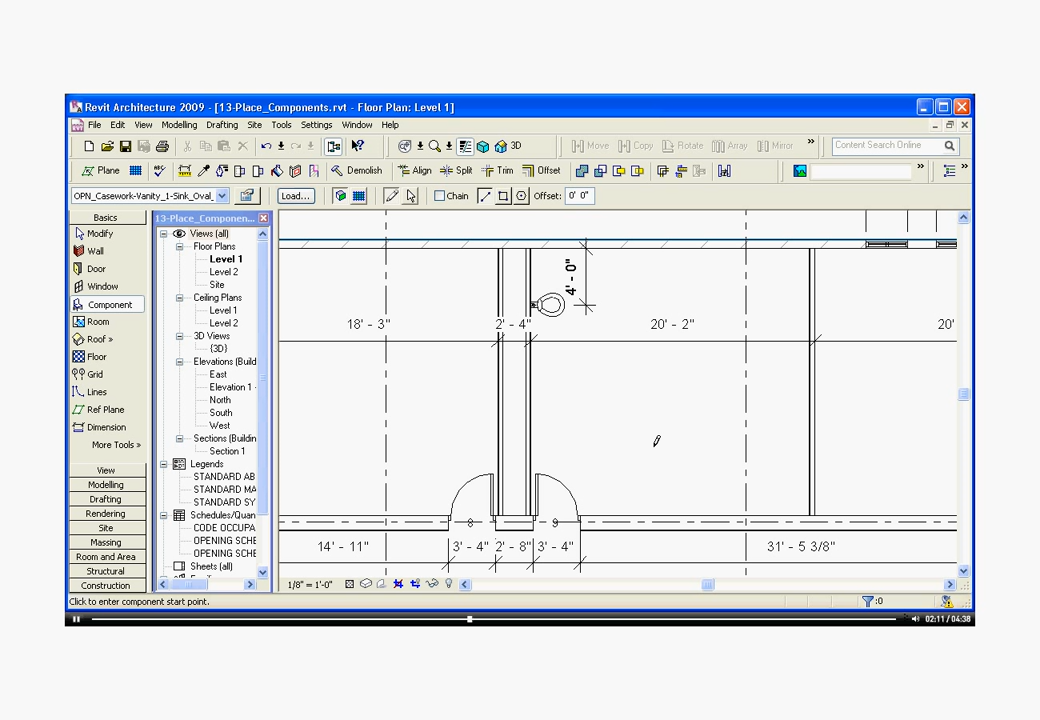 Revit Architecture 2009 - [13-Place_Components.rvt - Floor Plan: Level 1]
File Edit View Modelling Drafting Site Tools Settings Window Help
3D Move Copy Rotate Array Mirror » Content Search Online
Plane Demolish Align Split Trim Offset » »
OPN_Casework-Vanity_1-Sink_Oval_ Load... Chain Offset: 0' 0"
Basics
Modify
Wall
Door
Window
Component
Room
Roof »
Floor
Grid
Lines
Ref Plane
Dimension
More Tools »
View
Modelling
Drafting
Rendering
Site
Massing
Room and Area
Structural
Construction
13-Place_Componen...
Views (all)
Floor Plans
Level 1
Level 2
Site
Ceiling Plans
Level 1
Level 2
3D Views
{3D}
Elevations (Build
East
Elevation 1 -
North
South
West
Sections (Building
Section 1
Legends
STANDARD AB
STANDARD MA
STANDARD SY
Schedules/Quan
CODE OCCUPA
OPENING SCHE
OPENING SCHE
Sheets (all)
4' - 0"
18' - 3" 2' - 4" 20' - 2" 20'
8 9
14' - 11" 3' - 4" 2' - 8" 3' - 4" 31' - 5 3/8"
1/8" = 1'-0"
Click to enter component start point. :0
02:11 / 04:38